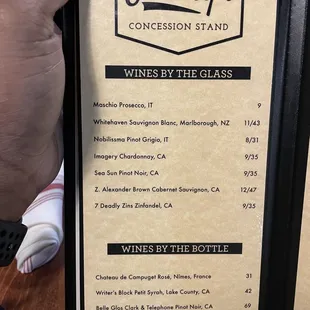 CONCESSION STAND
WINES BY THE GLASS
Maschio Prosecco, IT 9
Whitehaven Sauvignon Blanc, Marlborough, NZ 11/43
Nobilissma Pinot Grigio, IT 8/31
Imagery Chardonnay, CA 9/35
Sea Sun Pinot Noir, CA 9/35
Z. Alexander Brown Cabernet Sauvignon, CA 12/47
7 Deadly Zins Zinfandel, CA 9/35
WINES BY THE BOTTLE
Chateau de Campuget Rosé, Nimes, France 31
Writer's Block Petit Syrah, Lake County, CA 42
Belle Glos Clark & Telephone Pinot Noir, CA 69